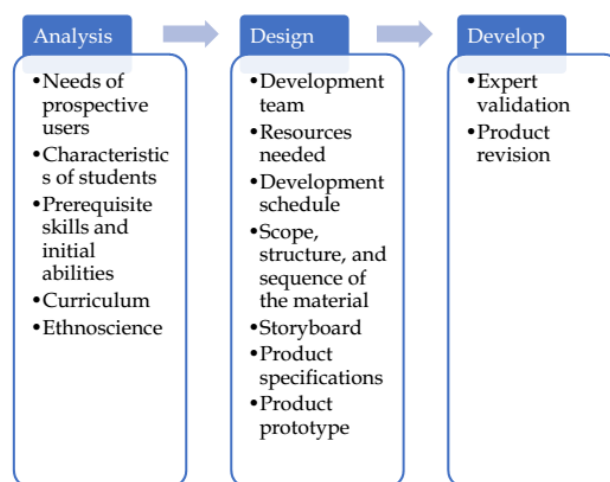 Analysis
•Needs of
prospective
users
•Characteristic
s of students
•Prerequisite
skills and
initial
abilities
•Curriculum
•Ethnoscience
Design
•Development
team
•Resources
needed
•Development
schedule
•Scope,
structure, and
sequence of
the material
•Storyboard
•Product
specifications
•Product
prototype
Develop
•Expert
validation
•Product
revision